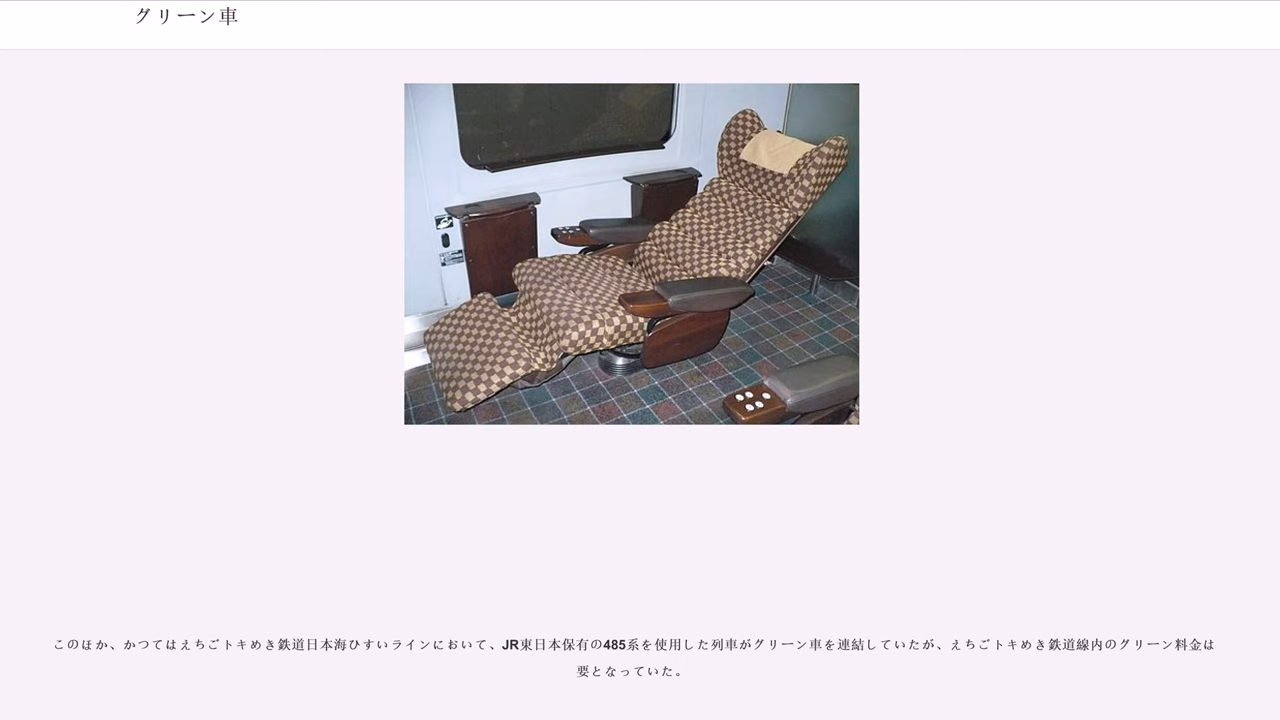 グリーン車
このほか、かつてはえちごトキめき鉄道日本海ひすいラインにおいて、JR東日本保有の485系を使用した列車がグリーン車を連結していたが、えちごトキめき鉄道線内のグリーン料金は
要となっていた。